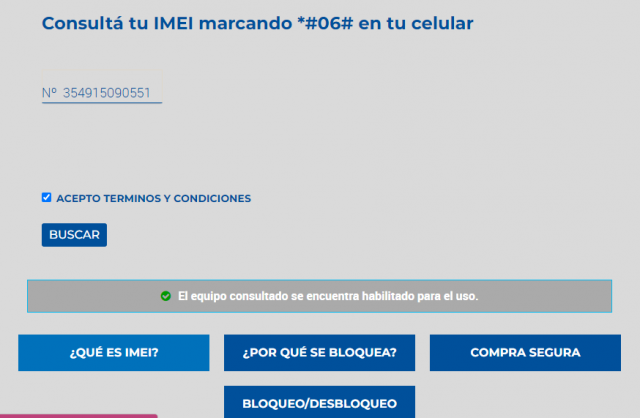 Consultá tu IMEI marcando *#06# en tu celular
Nº 354915090551
ACEPTO TERMINOS Y CONDICIONES
BUSCAR
El equipo consultado se encuentra habilitado para el uso.
¿QUÉ ES IMEI?
¿POR QUÉ SE BLOQUEA?
COMPRA SEGURA
BLOQUEO/DESBLOQUEO